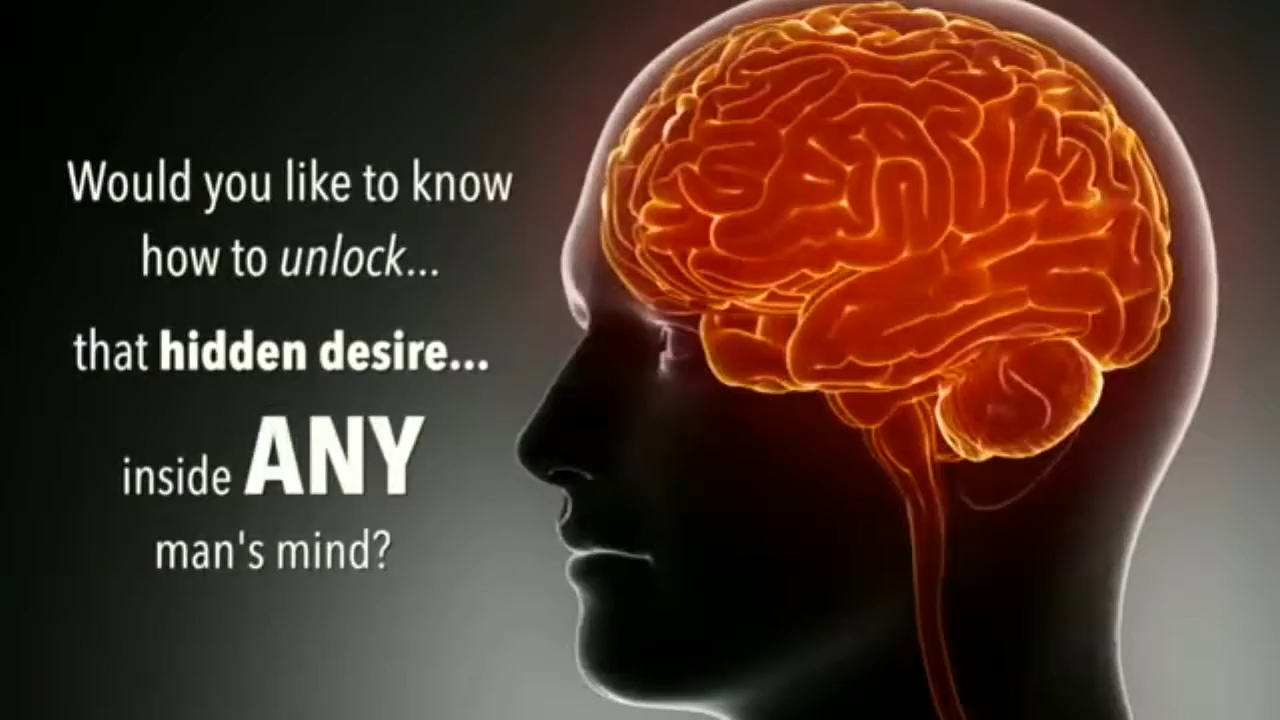 Would you like to know
how to unlock...
that hidden desire...
inside ANY
man's mind?